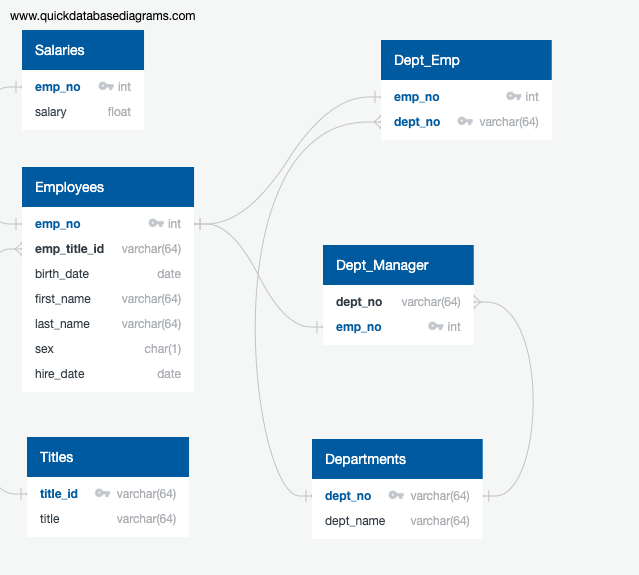 www.quickdatabasediagrams.com
Salaries
emp_no int
salary float
Dept_Emp
emp_no int
dept_no varchar(64)
Employees
emp_no int
emp_title_id varchar(64)
birth_date date
first_name varchar(64)
last_name varchar(64)
sex char(1)
hire_date date
Dept_Manager
dept_no varchar(64)
emp_no int
Titles
title_id varchar(64)
title varchar(64)
Departments
dept_no varchar(64)
dept_name varchar(64)